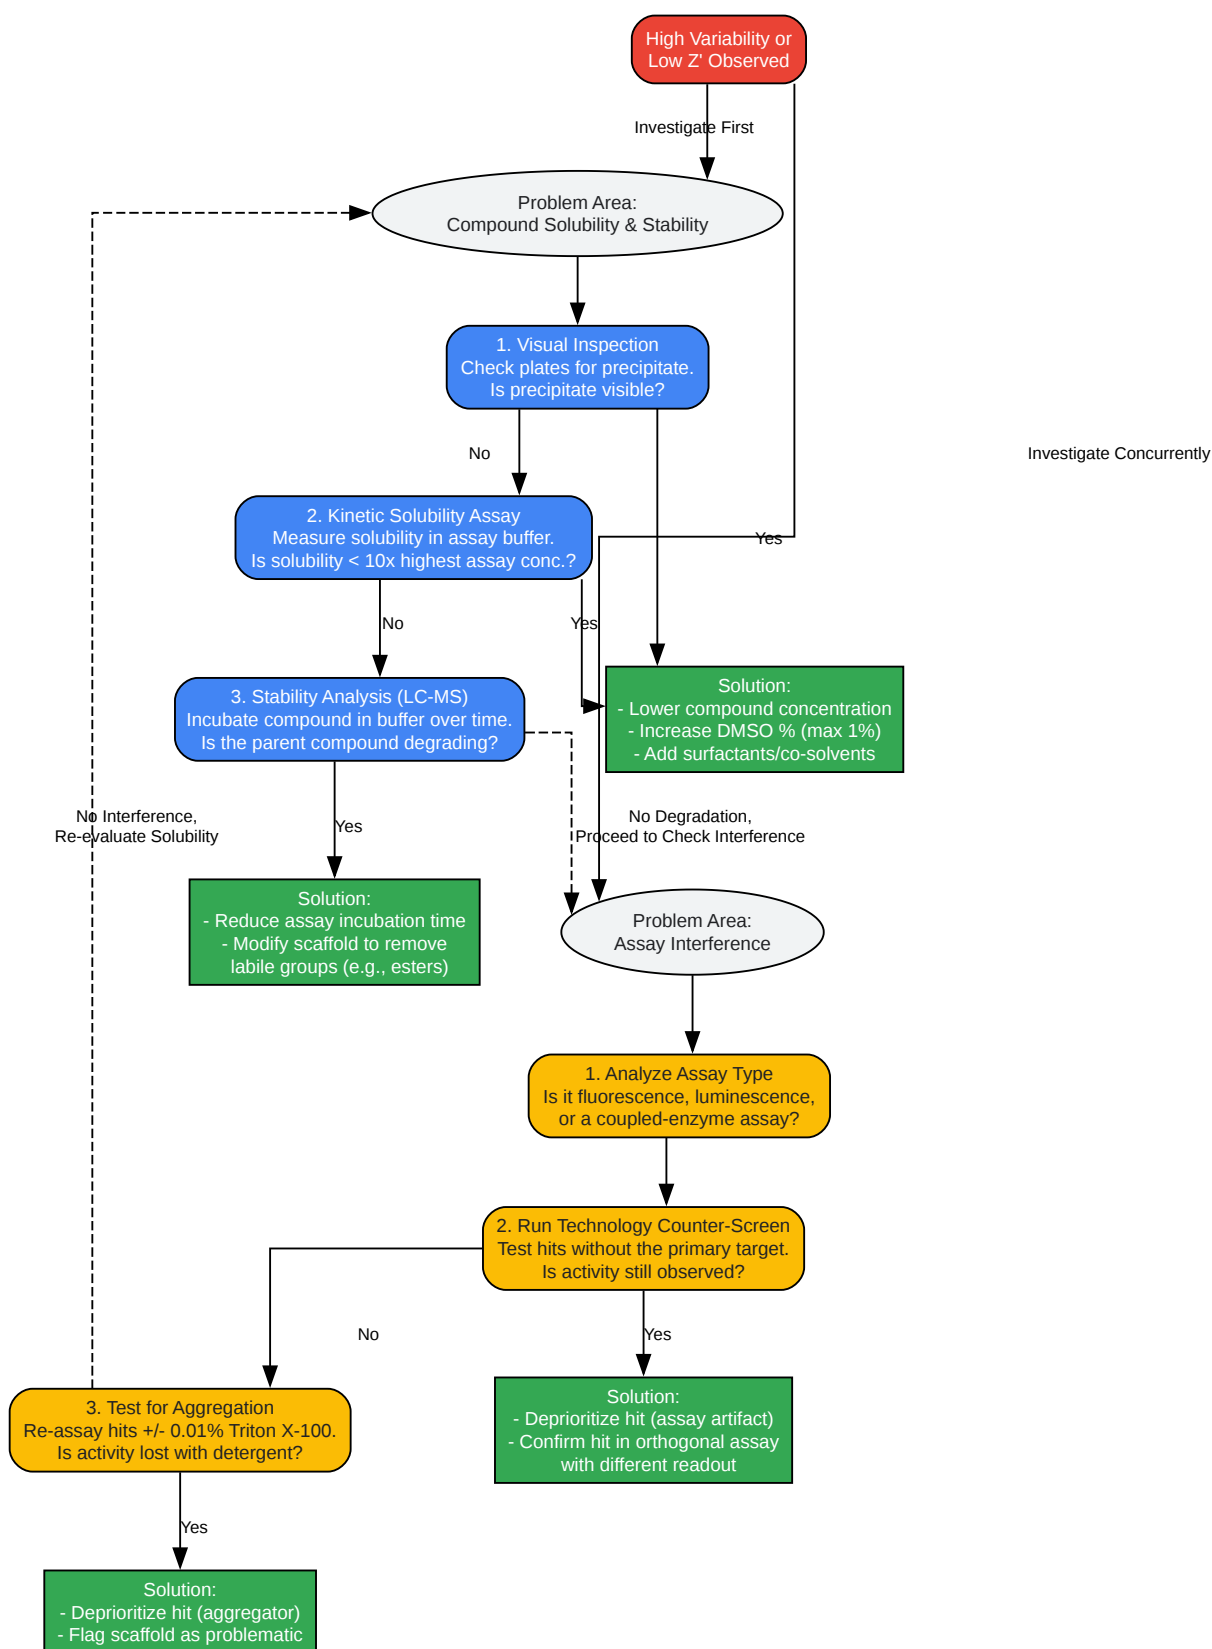 High Variability or
Low Z' Observed
Investigate First
Problem Area:
Compound Solubility & Stability
1. Visual Inspection
Check plates for precipitate.
Is precipitate visible?
No
Investigate Concurrently
2. Kinetic Solubility Assay
Measure solubility in assay buffer.
Is solubility < 10x highest assay conc.?
Yes
No
Yes
3. Stability Analysis (LC-MS)
Incubate compound in buffer over time.
Is the parent compound degrading?
Solution:
- Lower compound concentration
- Increase DMSO % (max 1%)
- Add surfactants/co-solvents
No Interference,
Re-evaluate Solubility
Yes
No Degradation,
Proceed to Check Interference
Solution:
- Reduce assay incubation time
- Modify scaffold to remove
labile groups (e.g., esters)
Problem Area:
Assay Interference
1. Analyze Assay Type
Is it fluorescence, luminescence,
or a coupled-enzyme assay?
2. Run Technology Counter-Screen
Test hits without the primary target.
Is activity still observed?
No
Yes
3. Test for Aggregation
Re-assay hits +/- 0.01% Triton X-100.
Is activity lost with detergent?
Solution:
- Deprioritize hit (assay artifact)
- Confirm hit in orthogonal assay
with different readout
Yes
Solution:
- Deprioritize hit (aggregator)
- Flag scaffold as problematic